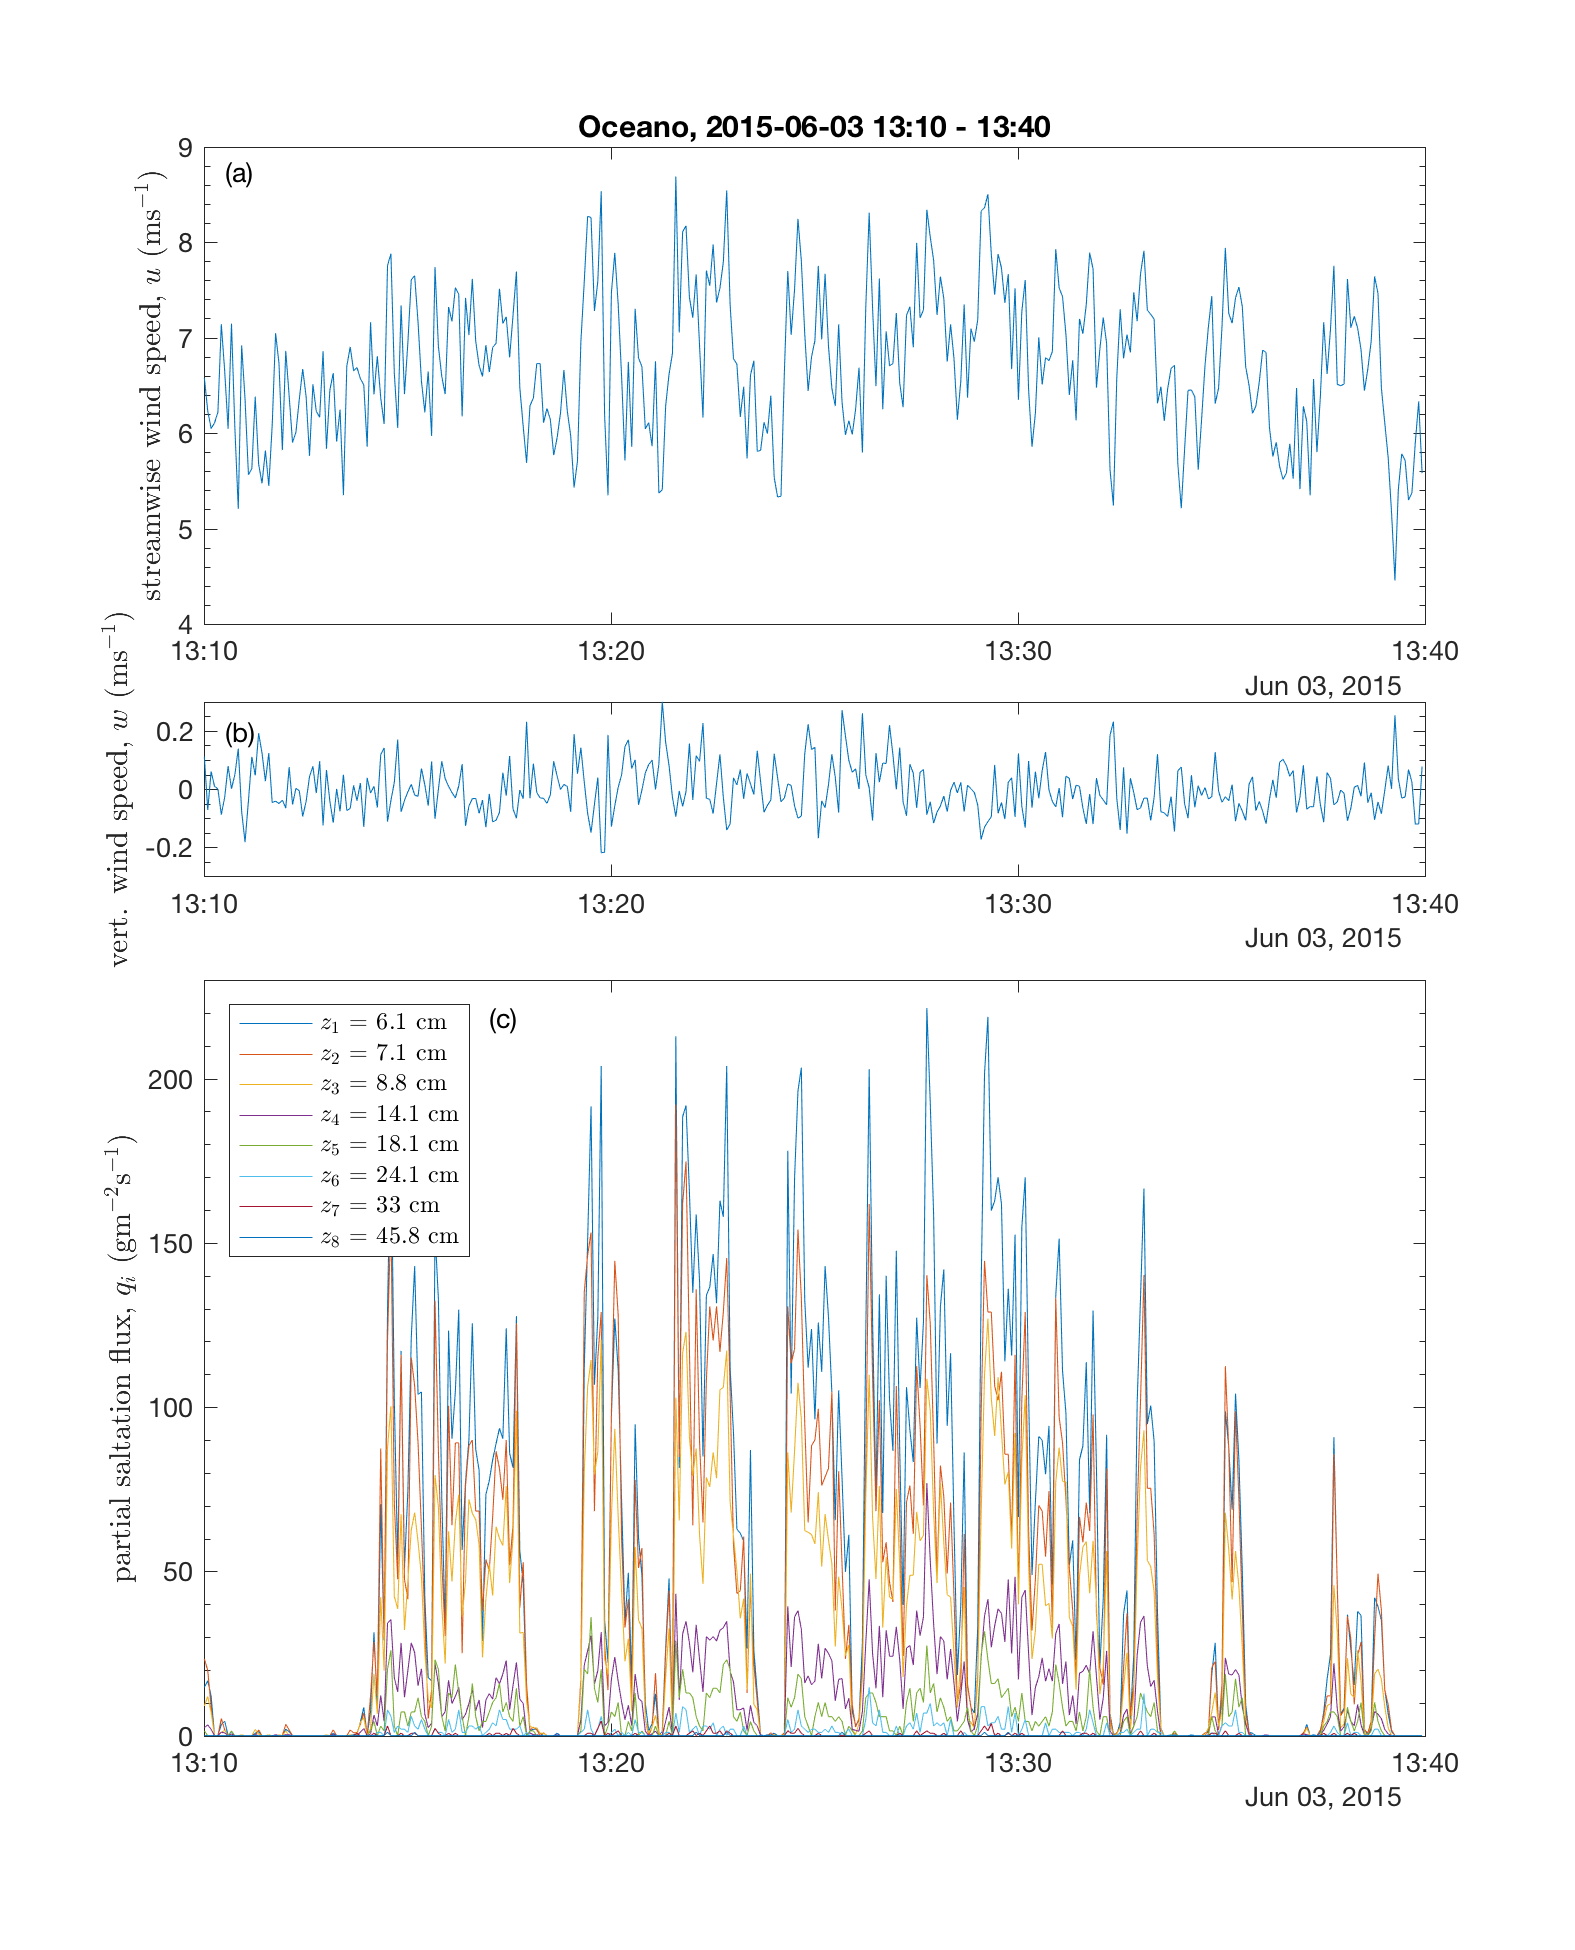 Oceano, 2015-06-03 13:10 - 13:40
(a)
streamwise wind speed, u (ms⁻¹)
9
8
7
6
5
4
13:10 13:20 13:30 13:40
Jun 03, 2015
(b)
vert. wind speed, w (ms⁻¹)
0.2
0
-0.2
13:10 13:20 13:30 13:40
Jun 03, 2015
(c)
z₁ = 6.1 cm
z₂ = 7.1 cm
z₃ = 8.8 cm
z₄ = 14.1 cm
z₅ = 18.1 cm
z₆ = 24.1 cm
z₇ = 33 cm
z₈ = 45.8 cm
partial saltation flux, qᵢ (gm⁻²s⁻¹)
200
150
100
50
0
13:10 13:20 13:30 13:40
Jun 03, 2015